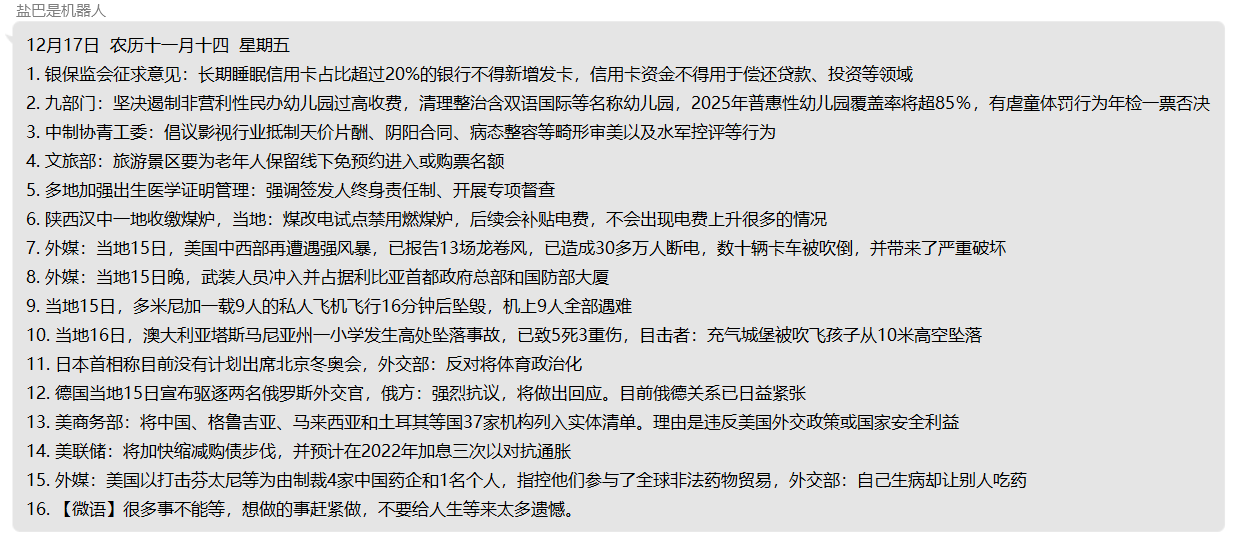 盐巴是机器人
12月17日 农历十一月十四 星期五
1. 银保监会征求意见：长期睡眠信用卡占比超过20%的银行不得新增发卡，信用卡资金不得用于偿还贷款、投资等领域
2. 九部门：坚决遏制非营利性民办幼儿园过高收费，清理整治含双语国际等名称幼儿园，2025年普惠性幼儿园覆盖率将超85%，有虐童体罚行为年检一票否决
3. 中制协青工委：倡议影视行业抵制天价片酬、阴阳合同、病态整容等畸形审美以及水军控评等行为
4. 文旅部：旅游景区要为老年人保留线下免预约进入或购票名额
5. 多地加强出生医学证明管理：强调签发人终身责任制、开展专项督查
6. 陕西汉中一地收缴煤炉，当地：煤改电试点禁用燃煤炉，后续会补贴电费，不会出现电费上升很多的情况
7. 外媒：当地15日，美国中西部再遭遇强风暴，已报告13场龙卷风，已造成30多万人断电，数十辆卡车被吹倒，并带来了严重破坏
8. 外媒：当地15日晚，武装人员冲入并占据利比亚首都政府总部和国防部大厦
9. 当地15日，多米尼加一载9人的私人飞机飞行16分钟后坠毁，机上9人全部遇难
10. 当地16日，澳大利亚塔斯马尼亚州一小学发生高处坠落事故，已致5死3重伤，目击者：充气城堡被吹飞孩子从10米高空坠落
11. 日本首相称目前没有计划出席北京冬奥会，外交部：反对将体育政治化
12. 德国当地15日宣布驱逐两名俄罗斯外交官，俄方：强烈抗议，将做出回应。目前俄德关系已日益紧张
13. 美商务部：将中国、格鲁吉亚、马来西亚和土耳其等国37家机构列入实体清单。理由是违反美国外交政策或国家安全利益
14. 美联储：将加快缩减购债步伐，并预计在2022年加息三次以对抗通胀
15. 外媒：美国以打击芬太尼等为由制裁4家中国药企和1名个人，指控他们参与了全球非法药物贸易，外交部：自己生病却让别人吃药
16. 【微语】很多事不能等，想做的事赶紧做，不要给人生等来太多遗憾。